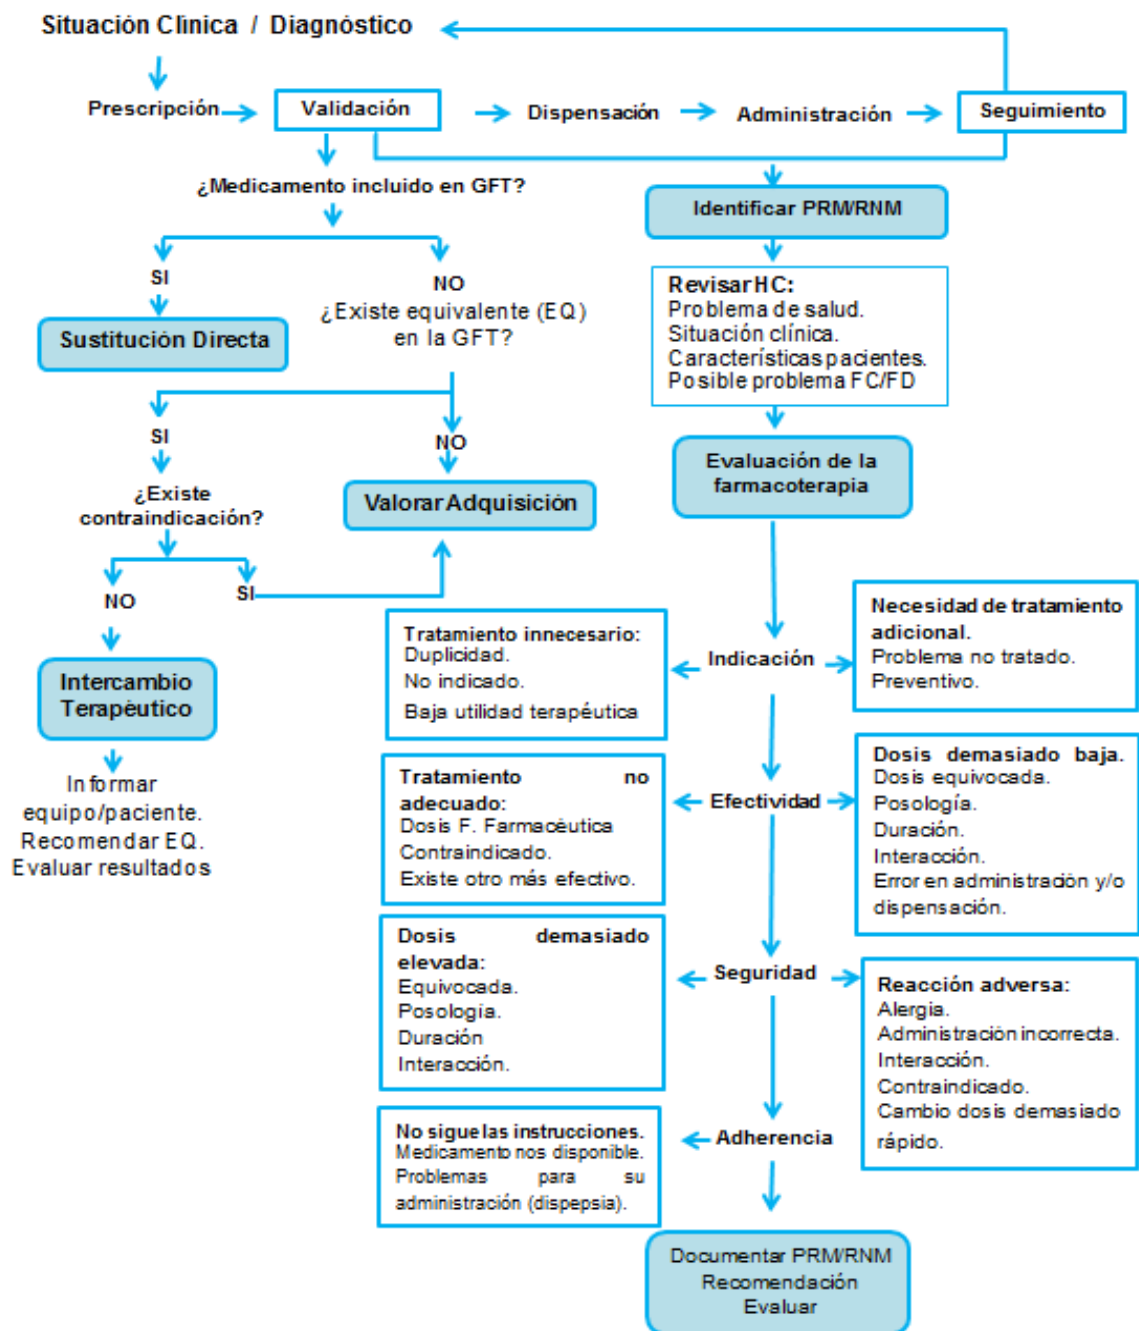 Situación Clínica / Diagnóstico
Prescripción
Validación
Dispensación
Administración
Seguimiento
¿Medicamento incluido en GFT?
SI
Sustitución Directa
NO
¿Existe equivalente (EQ)
en la GFT?
SI
NO
¿Existe
contraindicación?
Valorar Adquisición
NO
SI
Intercambio
Terapéutico
Informar
equipo/paciente.
Recomendar EQ.
Evaluar resultados
Identificar PRM/RNM
Revisar HC:
Problema de salud.
Situación clínica.
Características pacientes.
Posible problema FC/FD
Evaluación de la
farmacoterapia
Tratamiento innecesario:
Duplicidad.
No indicado.
Baja utilidad terapéutica
Indicación
Necesidad de tratamiento
adicional.
Problema no tratado.
Preventivo.
Tratamiento no
adecuado:
Dosis F. Farmacéutica
Contraindicado.
Existe otro más efectivo.
Efectividad
Dosis demasiado baja.
Dosis equivocada.
Posología.
Duración.
Interacción.
Error en administración y/o
dispensación.
Dosis demasiado
elevada:
Equivocada.
Posología.
Duración
Interacción.
Seguridad
Reacción adversa:
Alergia.
Administración incorrecta.
Interacción.
Contraindicado.
Cambio dosis demasiado
rápido.
No sigue las instrucciones.
Medicamento nos disponible.
Problemas para su
administración (dispepsia).
Adherencia
Documentar PRM/RNM
Recomendación
Evaluar